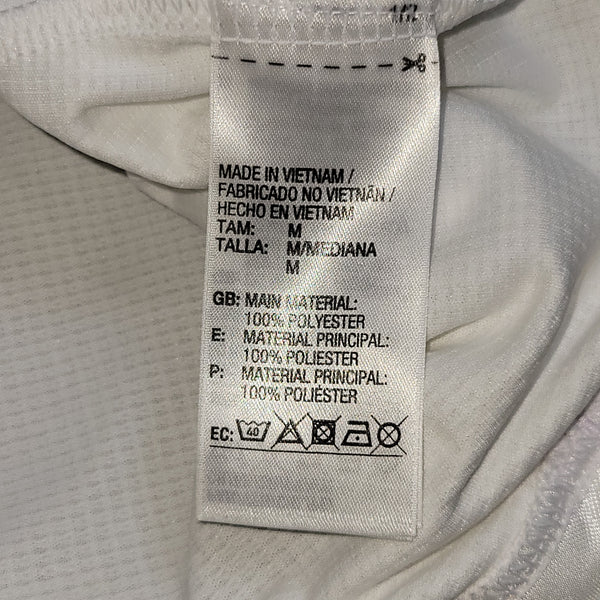 MADE IN VIETNAM /
FABRICADO NO VIETNÃN /
HECHO EN VIETNAM
TAM: M
TALLA: M/MEDIANA
M
GB: MAIN MATERIAL:
100% POLYESTER
E: MATERIAL PRINCIPAL:
100% POLIESTER
P: MATERIAL PRINCIPAL:
100% POLIÉSTER
EC: 40